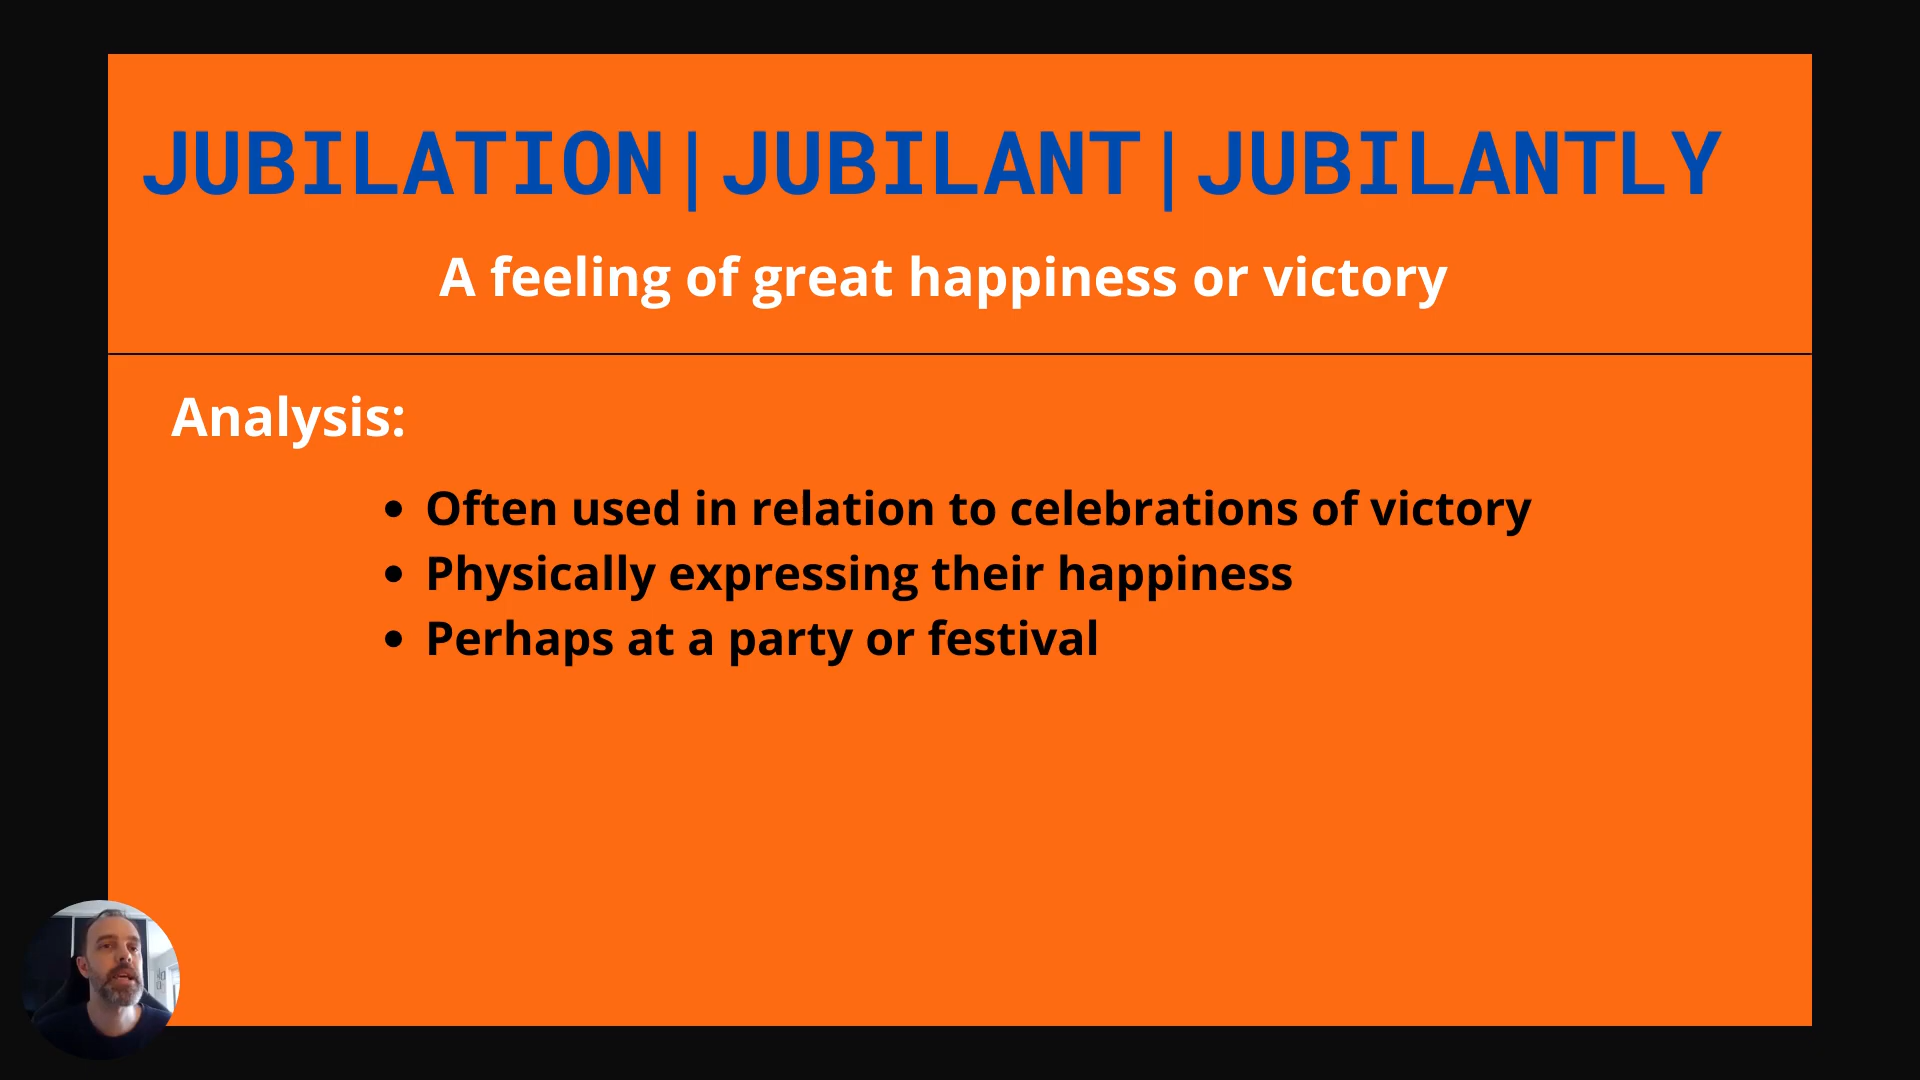 JUBILATION|JUBILANT|JUBILANTLY
A feeling of great happiness or victory
Analysis:
• Often used in relation to celebrations of victory
• Physically expressing their happiness
• Perhaps at a party or festival